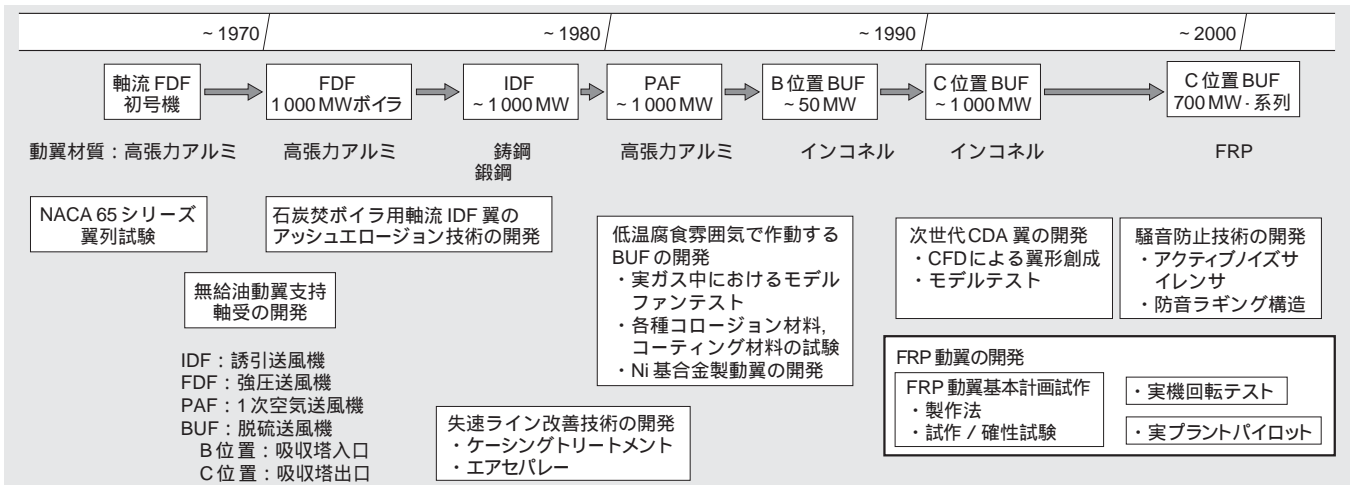 ~1970
~1980
~1990
~2000
軸流 FDF
初号機
FDF
1 000 MWボイラ
IDF
~ 1 000 MW
PAF
~ 1 000 MW
B 位置 BUF
~ 50 MW
C 位置 BUF
~ 1 000 MW
C 位置 BUF
700 MW · 系列
動翼材質：高張力アルミ
高張力アルミ
鋳鋼
鍛鋼
高張力アルミ
インコネル
インコネル
FRP
NACA 65 シリーズ
翼列試験
石炭焚ボイラ用軸流 IDF 翼の
アッシュエロージョン技術の開発
無給油動翼支持
軸受の開発
IDF：誘引送風機
FDF：強圧送風機
PAF：1 次空気送風機
BUF：脱硫送風機
B 位置：吸収塔入口
C 位置：吸収塔出口
失速ライン改善技術の開発
・ケーシングトリートメント
・エアセパレー
低温腐食雰囲気で作動する
BUF の開発
・実ガス中におけるモデル
ファンテスト
・各種コロージョン材料，
コーティング材料の試験
・Ni 基合金製動翼の開発
次世代 CDA 翼の開発
・CFDによる翼形創成
・モデルテスト
騒音防止技術の開発
・アクティブノイズサ
イレンサ
・防音ラギング構造
FRP 動翼の開発
FRP 動翼基本計画試作
・製作法
・試作 / 確性試験
・実機回転テスト
・実プラントパイロット